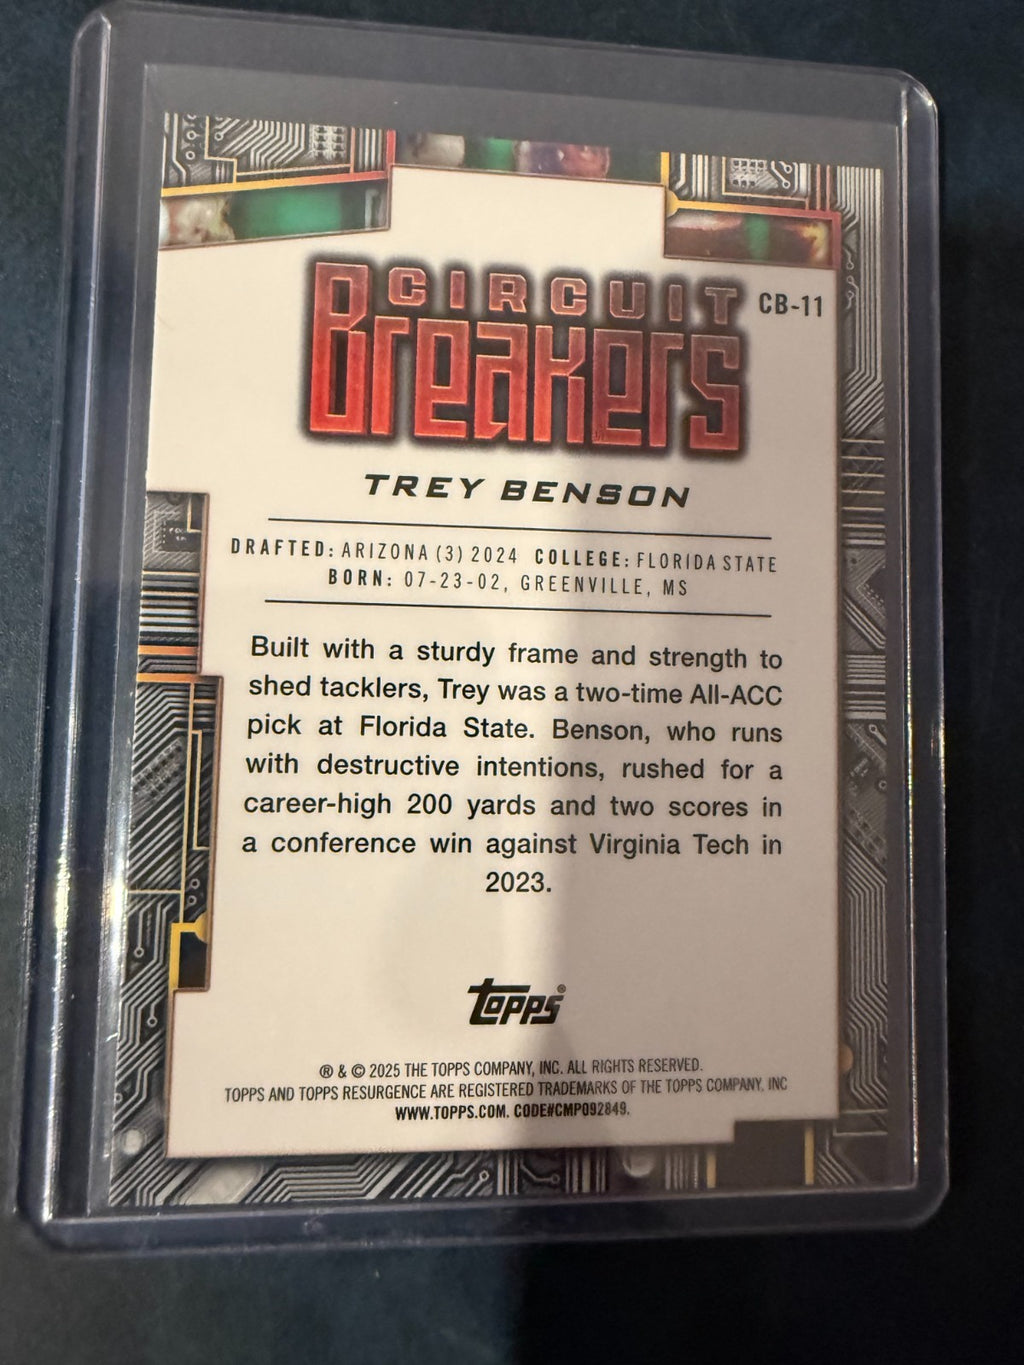 CIRCUIT
Breakers
CB-11
TREY BENSON
DRAFTED: ARIZONA (3) 2024 COLLEGE: FLORIDA STATE
BORN: 07-23-02, GREENVILLE, MS
Built with a sturdy frame and strength to
shed tacklers, Trey was a two-time All-ACC
pick at Florida State. Benson, who runs
with destructive intentions, rushed for a
career-high 200 yards and two scores in
a conference win against Virginia Tech in
2023.
Topps®
® & © 2025 THE TOPPS COMPANY, INC. ALL RIGHTS RESERVED.
TOPPS AND TOPPS RESURGENCE ARE REGISTERED TRADEMARKS OF THE TOPPS COMPANY, INC
WWW.TOPPS.COM. CODE#CMP092849.